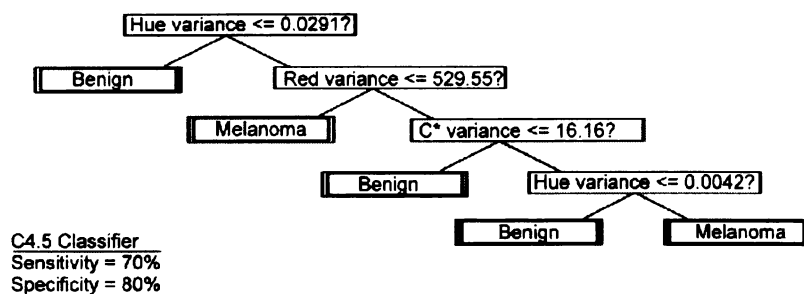 Hue variance <= 0.0291?
Benign
Red variance <= 529.55?
Melanoma
C* variance <= 16.16?
Benign
Hue variance <= 0.0042?
Benign
Melanoma
C4.5 Classifier
Sensitivity = 70%
Specificity = 80%